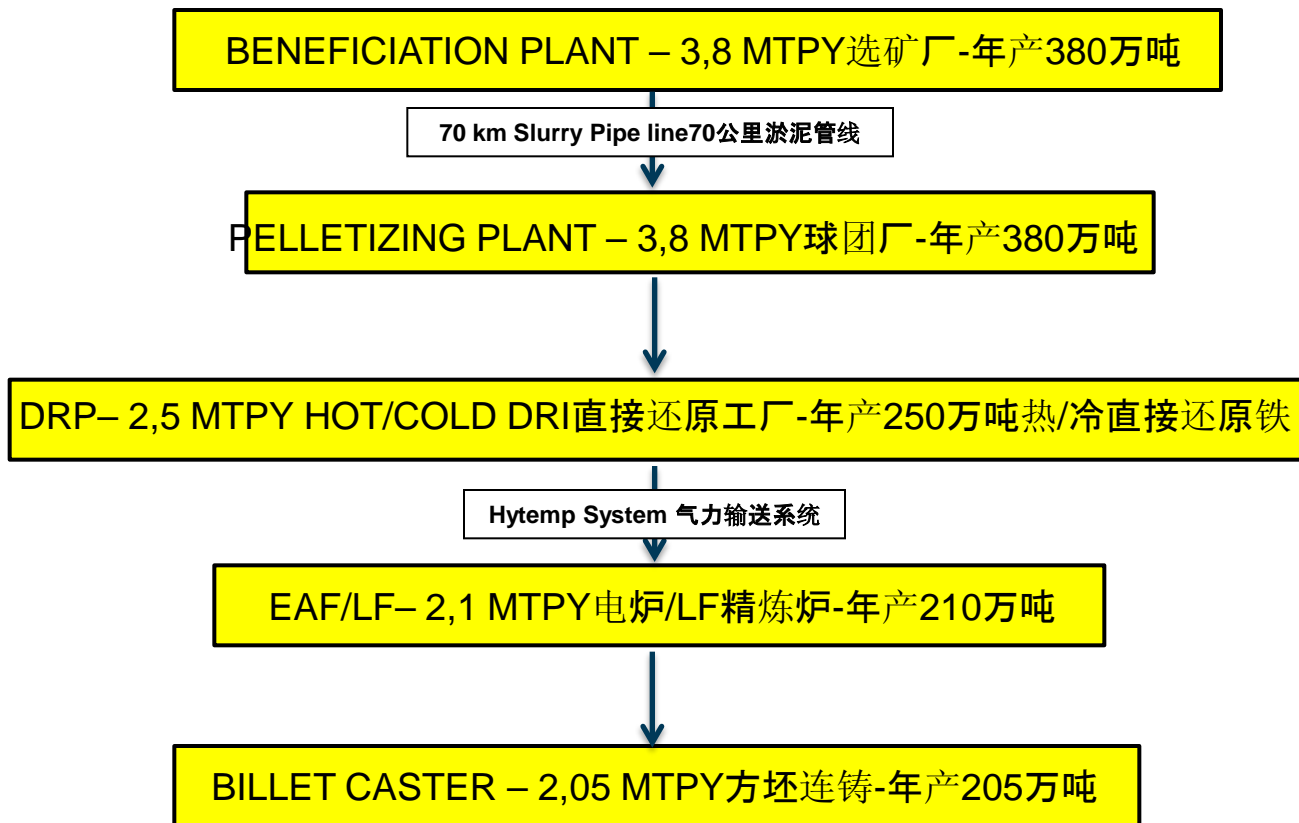 BENEFICIATION PLANT – 3,8 MTPY选矿厂-年产380万吨
70 km Slurry Pipe line70公里淤泥管线
PELLETIZING PLANT – 3,8 MTPY球团厂-年产380万吨
DRP– 2,5 MTPY HOT/COLD DRI直接还原工厂-年产250万吨热/冷直接还原铁
Hytemp System 气力输送系统
EAF/LF– 2,1 MTPY电炉/LF精炼炉-年产210万吨
BILLET CASTER – 2,05 MTPY方坯连铸-年产205万吨